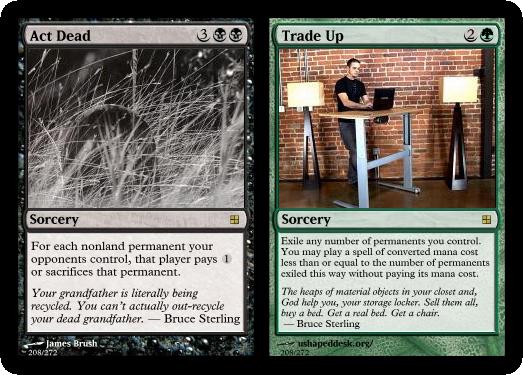 Act Dead 3
Sorcery
For each nonland permanent your
opponents control, that player pays 1
or sacrifices that permanent.
Your grandfather is literally being
recycled. You can't actually out-recycle
your dead grandfather. — Bruce Sterling
James Brush
208/272
Trade Up 2
Sorcery
Exile any number of permanents you control.
You may play a spell of converted mana cost
less than or equal to the number of permanents
exiled this way without paying its mana cost.
The heaps of material objects in your closet and,
God help you, your storage locker. Sell them all,
buy a bed. Get a real bed. Get a chair.
— Bruce Sterling
ushapeddesk.org/
208/272